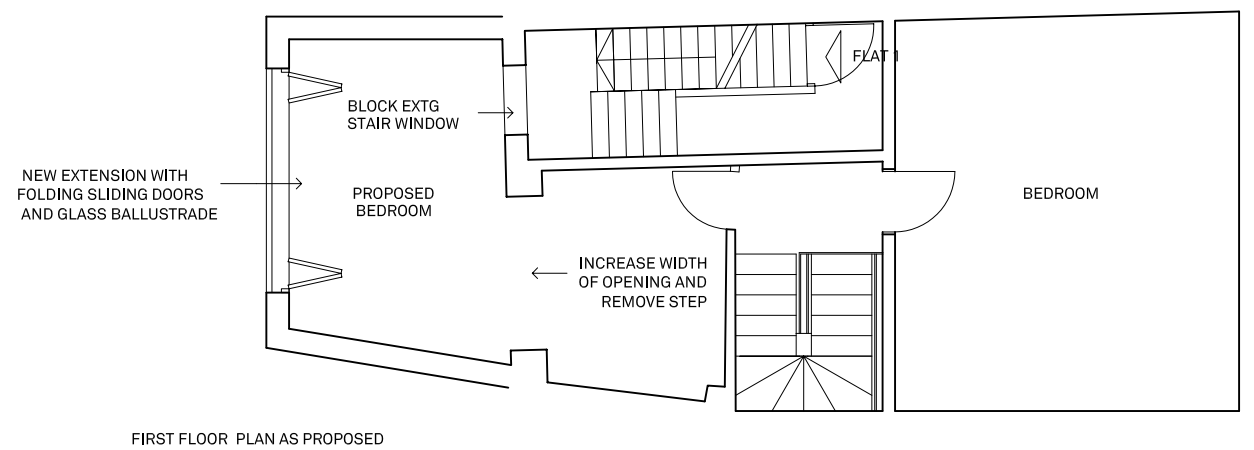 FLAT 1
BLOCK EXTG
STAIR WINDOW
NEW EXTENSION WITH
FOLDING SLIDING DOORS
AND GLASS BALLUSTRADE
PROPOSED
BEDROOM
BEDROOM
INCREASE WIDTH
OF OPENING AND
REMOVE STEP
FIRST FLOOR PLAN AS PROPOSED